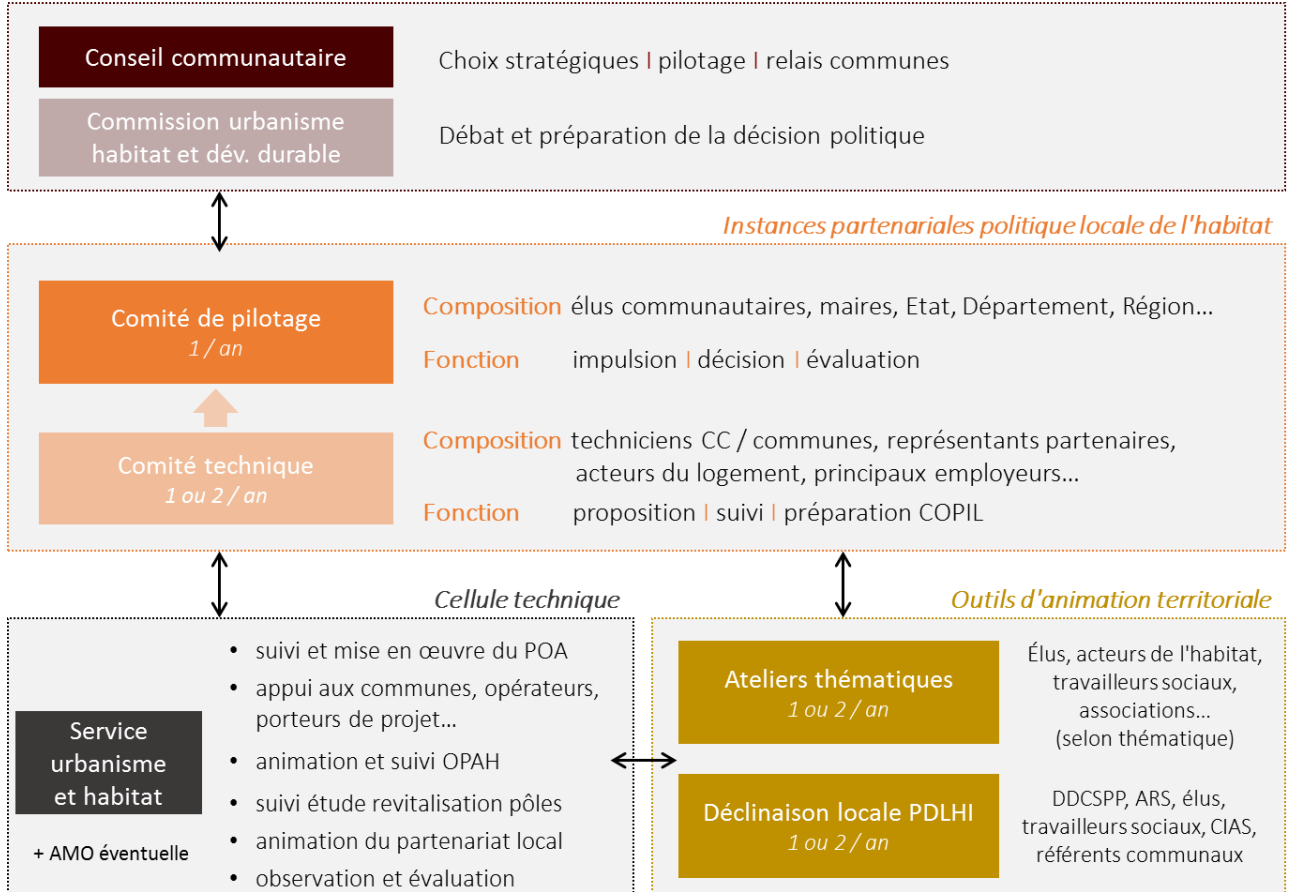 Conseil communautaire
Choix stratégiques I pilotage I relais communes
Commission urbanisme
habitat et dév. durable
Débat et préparation de la décision politique
Instances partenariales politique locale de l'habitat
Comité de pilotage
1 / an
Composition élus communautaires, maires, Etat, Département, Région...
Fonction impulsion I décision I évaluation
Comité technique
1 ou 2 / an
Composition techniciens CC / communes, représentants partenaires,
acteurs du logement, principaux employeurs...
Fonction proposition I suivi I préparation COPIL
Cellule technique
Service
urbanisme
et habitat
+ AMO éventuelle
• suivi et mise en œuvre du POA
• appui aux communes, opérateurs,
porteurs de projet...
• animation et suivi OPAH
• suivi étude revitalisation pôles
• animation du partenariat local
• observation et évaluation
Outils d'animation territoriale
Ateliers thématiques
1 ou 2 / an
Élus, acteurs de l'habitat,
travailleurs sociaux,
associations...
(selon thématique)
Déclinaison locale PDLHI
1 ou 2 / an
DDCSPP, ARS, élus,
travailleurs sociaux, CIAS,
référents communaux